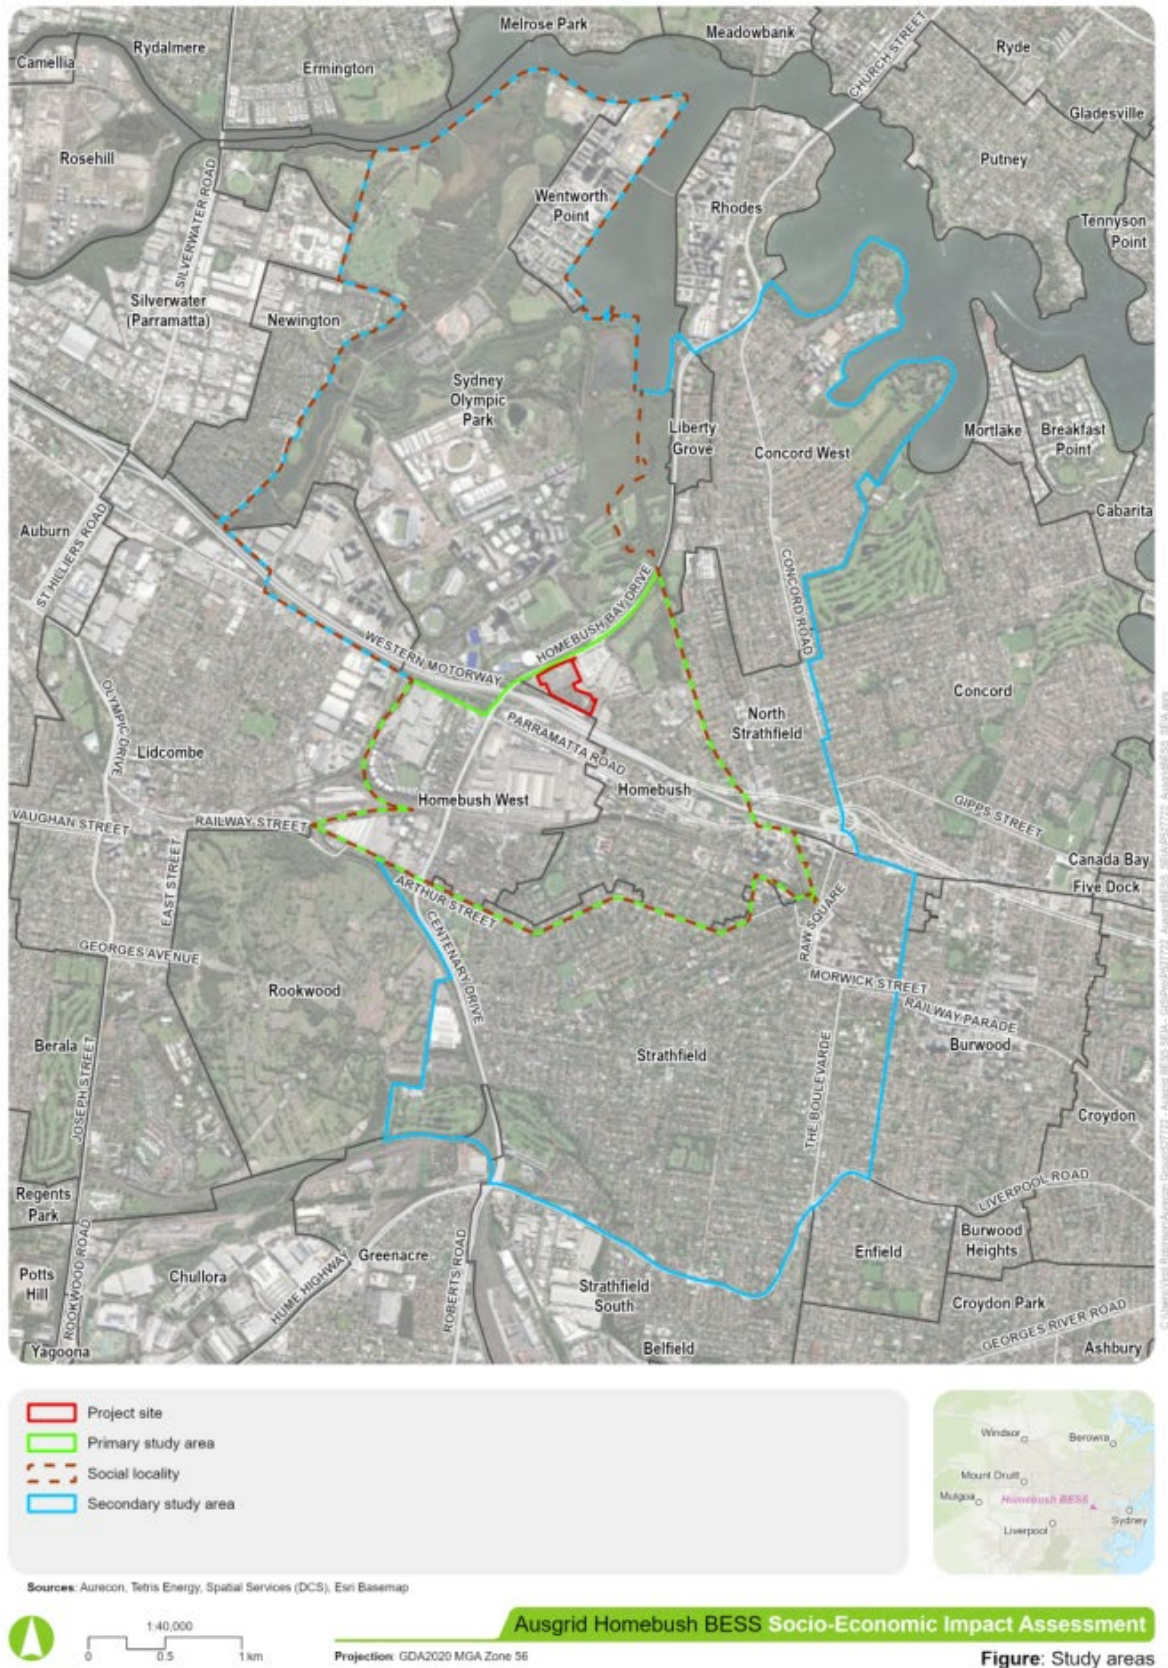 Melrose Park
Meadowbank
Rydalmere
Ryde
Camellia
Ermington
CHURCH STREET
Gladesville
Rosehill
Putney
SILVERWATER ROAD
Wentworth
Point
Rhodes
Tennyson
Point
Silverwater
(Parramatta)
Newington
Sydney
Olympic
Park
Liberty
Grove
Concord West
Mortlake
Breakfast
Point
Cabarita
Auburn
ST HILLIERS ROAD
CONCORD ROAD
HOMEBUSH BAY DRIVE
WESTERN MOTORWAY
Concord
OLYMPIC DRIVE
PARRAMATTA ROAD
North
Strathfield
Lidcombe
Homebush West
Homebush
GIPPS STREET
VAUGHAN STREET
RAILWAY STREET
Canada Bay
Five Dock
EAST STREET
ARTHUR STREET
RAW SQUARE
CENTENARY DRIVE
GEORGES AVENUE
MORWICK STREET
Rookwood
RAILWAY PARADE
Berala
JOSEPH STREET
Strathfield
THE BOULEVARDE
Burwood
Croydon
Regents
Park
LIVERPOOL ROAD
ROOKWOOD ROAD
Burwood
Heights
Greenacre
Enfield
Potts
Hill
Chullora
HUME HIGHWAY
ROBERTS ROAD
Strathfield
South
Croydon Park
GEORGES RIVER ROAD
Yagoona
Belfield
Ashbury
Project site
Primary study area
Social locality
Secondary study area
Windsor
Berowra
Mount Druitt
Mulgoa
Homebush BESS
Liverpool
Sydney
Sources: Aurecon, Tetris Energy, Spatial Services (DCS), Esri Basemap
1:40,000
0 0.5 1 km
Ausgrid Homebush BESS Socio-Economic Impact Assessment
Projection: GDA2020 MGA Zone 56
Figure: Study areas